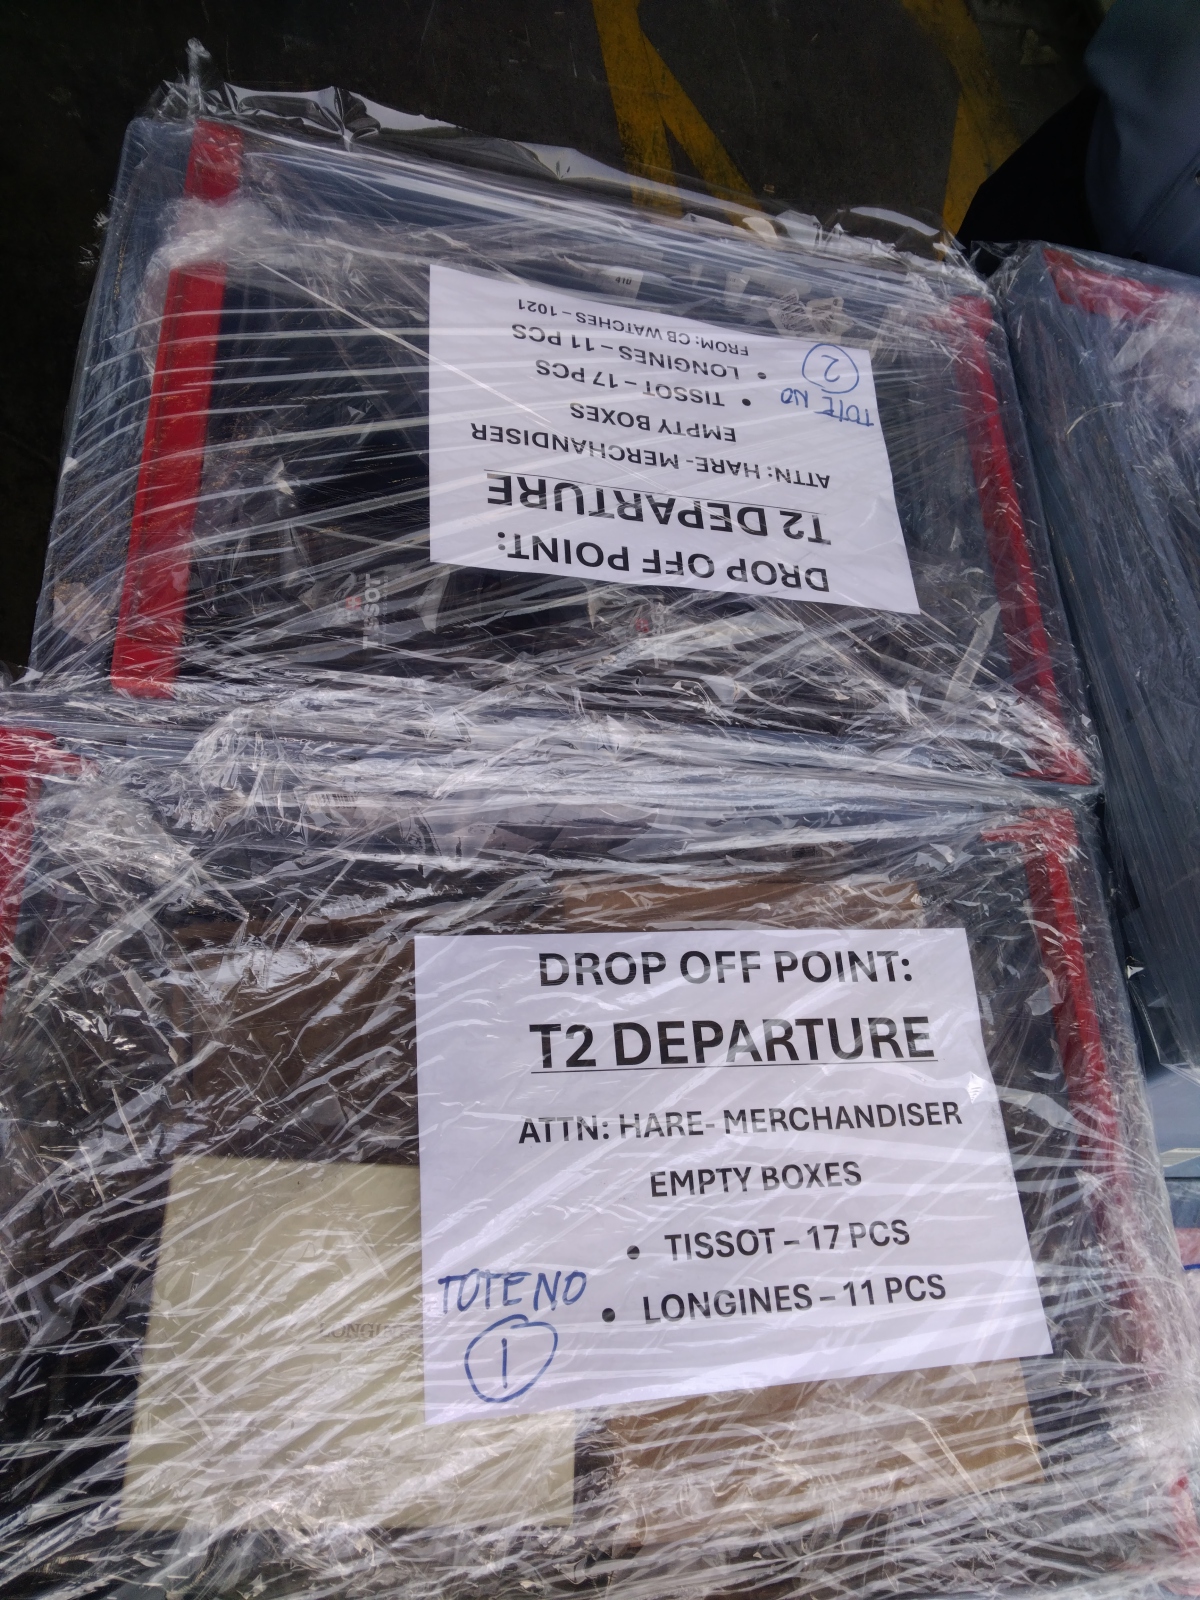 FROM: CB WATCHES – 1021
• LONGINES – 11 PCS
• TISSOT – 17 PCS
EMPTY BOXES
ATTN: HARE- MERCHANDISER
T2 DEPARTURE
DROP OFF POINT:
TOTE NO
2
DROP OFF POINT:
T2 DEPARTURE
ATTN: HARE- MERCHANDISER
EMPTY BOXES
• TISSOT – 17 PCS
• LONGINES – 11 PCS
TOTE NO
1
LONGINES